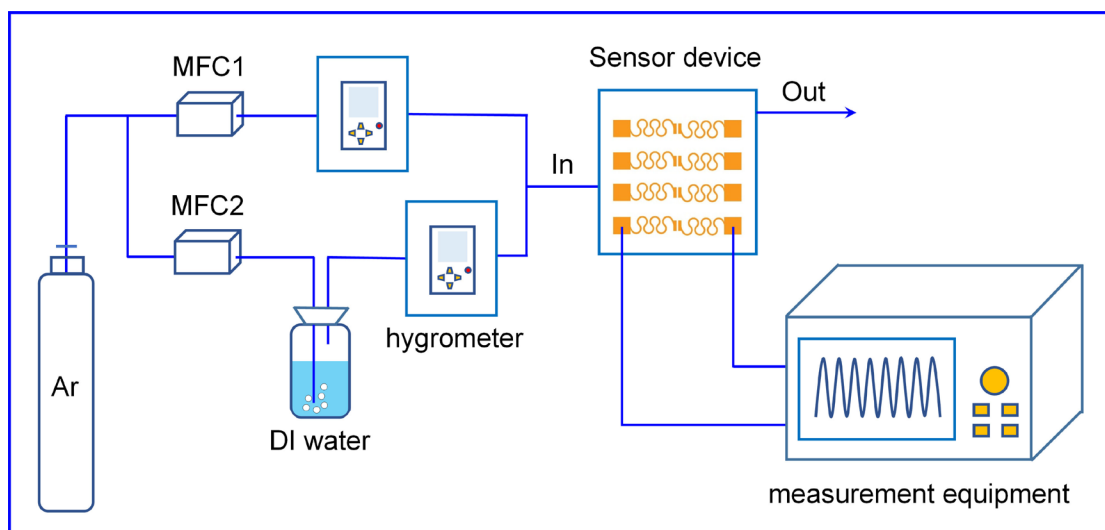 MFC1
Sensor device
Out
In
MFC2
hygrometer
Ar
DI water
measurement equipment